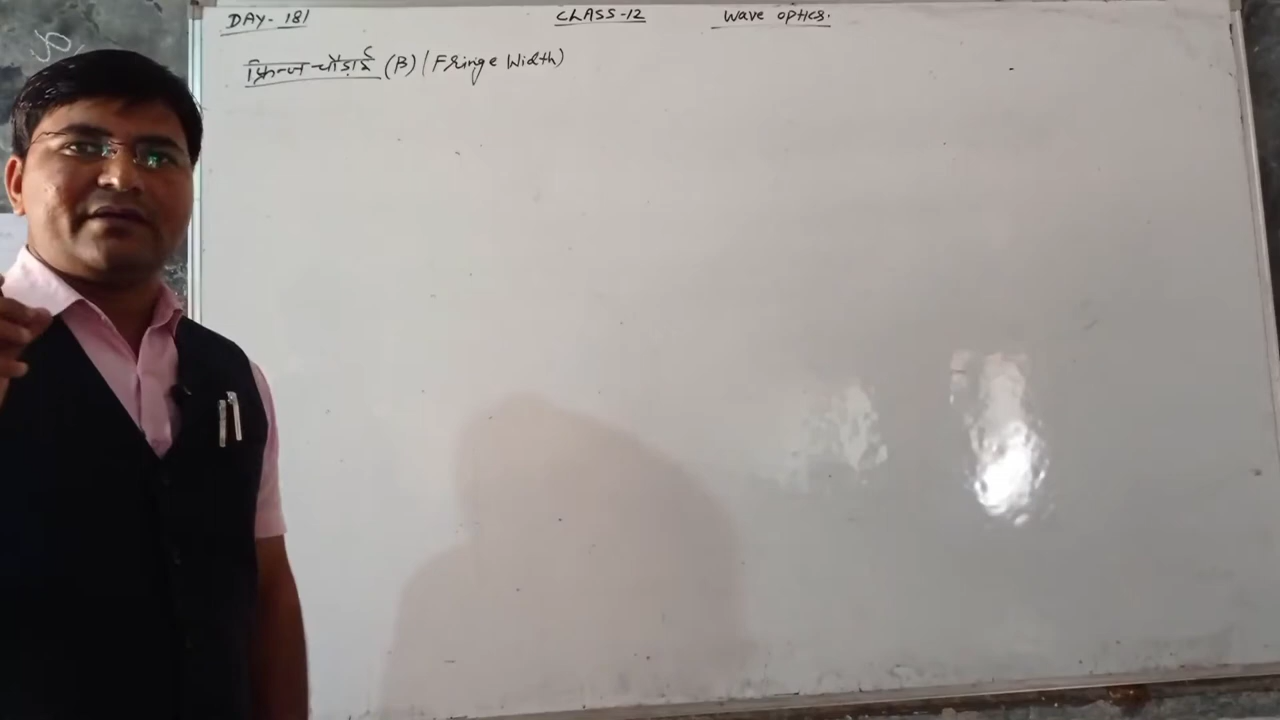 DAY- 181 CLASS-12 Wave optics.
फ्रिन्ज चौड़ाई (β) (Fringe Width)